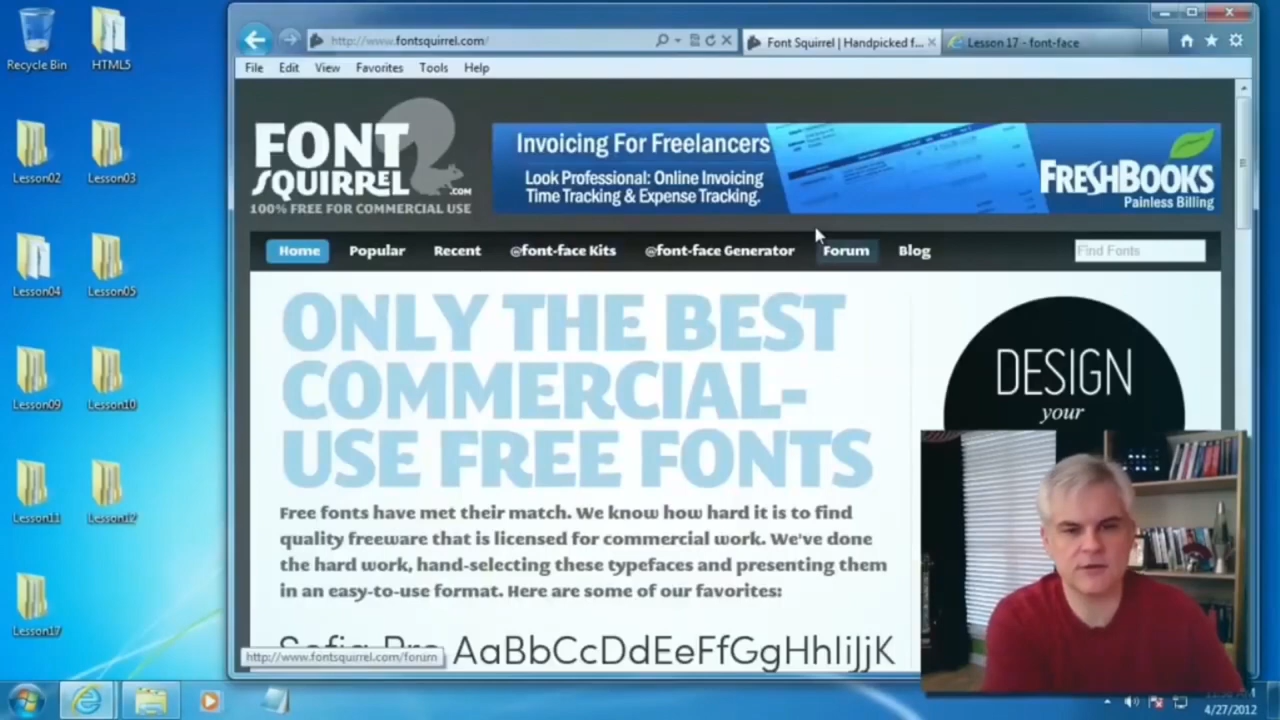 Recycle Bin
HTML5
Lesson02
Lesson03
Lesson04
Lesson05
Lesson09
Lesson10
Lesson11
Lesson12
Lesson17
http://www.fontsquirrel.com/
Font Squirrel | Handpicked f...
Lesson 17 - font-face
File Edit View Favorites Tools Help
FONT
SQUIRREL
.COM
100% FREE FOR COMMERCIAL USE
Invoicing For Freelancers
Look Professional: Online Invoicing
Time Tracking & Expense Tracking.
FRESHBOOKS
Painless Billing
Home Popular Recent @font-face Kits @font-face Generator Forum Blog
Find Fonts
ONLY THE BEST
COMMERCIAL-
USE FREE FONTS
DESIGN
your
Free fonts have met their match. We know how hard it is to find
quality freeware that is licensed for commercial work. We've done
the hard work, hand-selecting these typefaces and presenting them
in an easy-to-use format. Here are some of our favorites:
Sofia Pro AaBbCcDdEeFfGgHhIiJjK
http://www.fontsquirrel.com/forum
4/27/2012